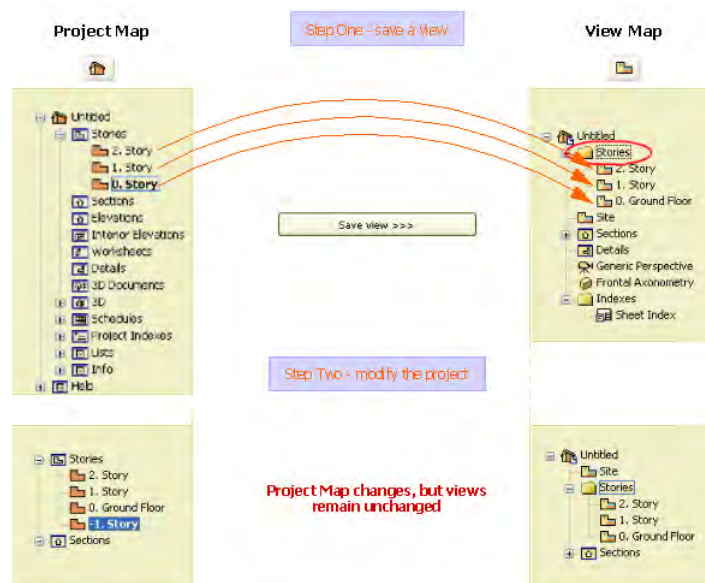 Project Map
Step One - save a view
View Map
Untitled
Stories
2. Story
1. Story
0. Story
Sections
Elevations
Interior Elevations
Worksheets
Details
3D Documents
3D
Schedules
Project Indexes
Lists
Info
Help
Save view >>>
Untitled
Stories
2. Story
1. Story
0. Ground Floor
Site
Sections
Details
Generic Perspective
Frontal Axonometry
Indexes
Sheet Index
Step Two - modify the project
Stories
2. Story
1. Story
0. Ground Floor
-1. Story
Sections
Project Map changes, but views
remain unchanged
Untitled
Site
Stories
2. Story
1. Story
0. Ground Floor
Sections